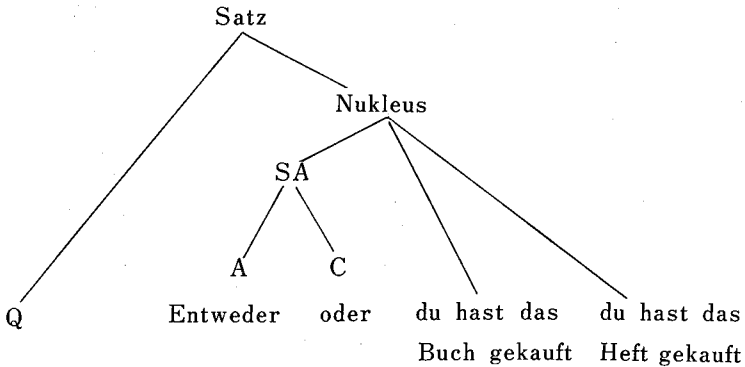 Satz
Nukleus
SA
A C
Q Entweder oder du hast das du hast das
Buch gekauft Heft gekauft